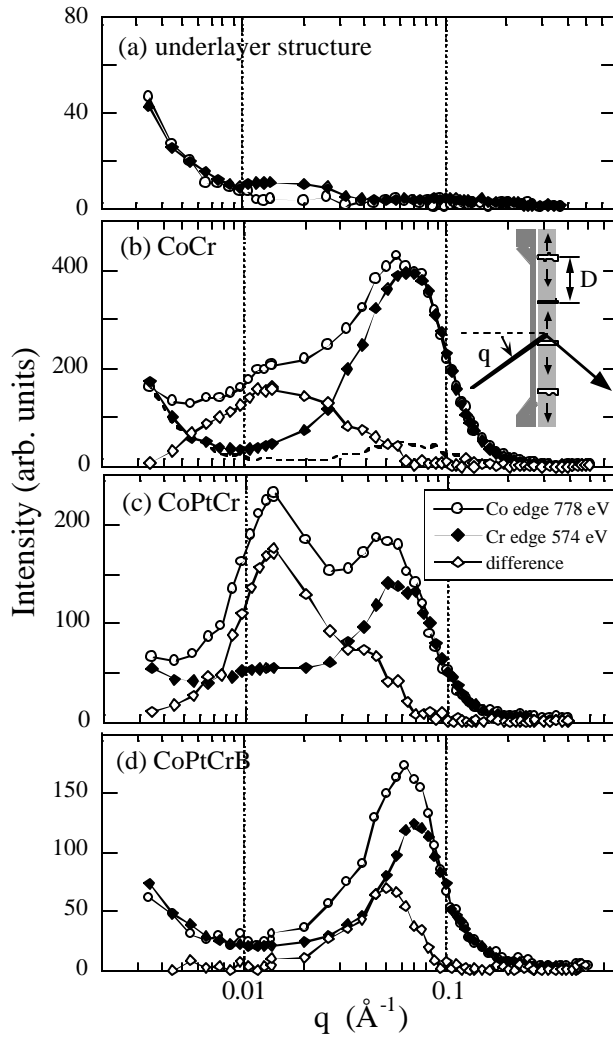 80
(a) underlayer structure
40
0
(b) CoCr
400
D
200
q
0
Intensity (arb. units)
(c) CoPtCr
200
Co edge 778 eV
Cr edge 574 eV
difference
100
0
(d) CoPtCrB
150
100
50
0
0.01
0.1
q (Å-1)